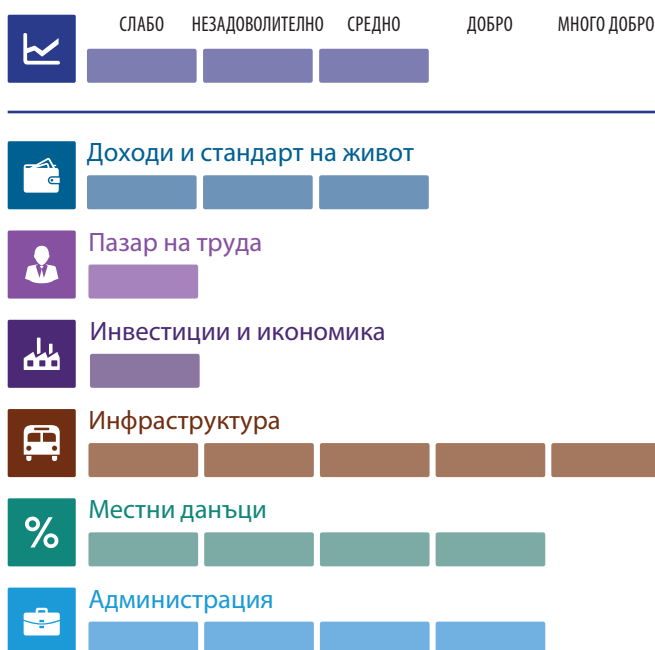 СЛАБО НЕЗАДОВОЛИТЕЛНО СРЕДНО ДОБРО МНОГО ДОБРО
Доходи и стандарт на живот
Пазар на труда
Инвестиции и икономика
Инфраструктура
Местни данъци
%
Администрация